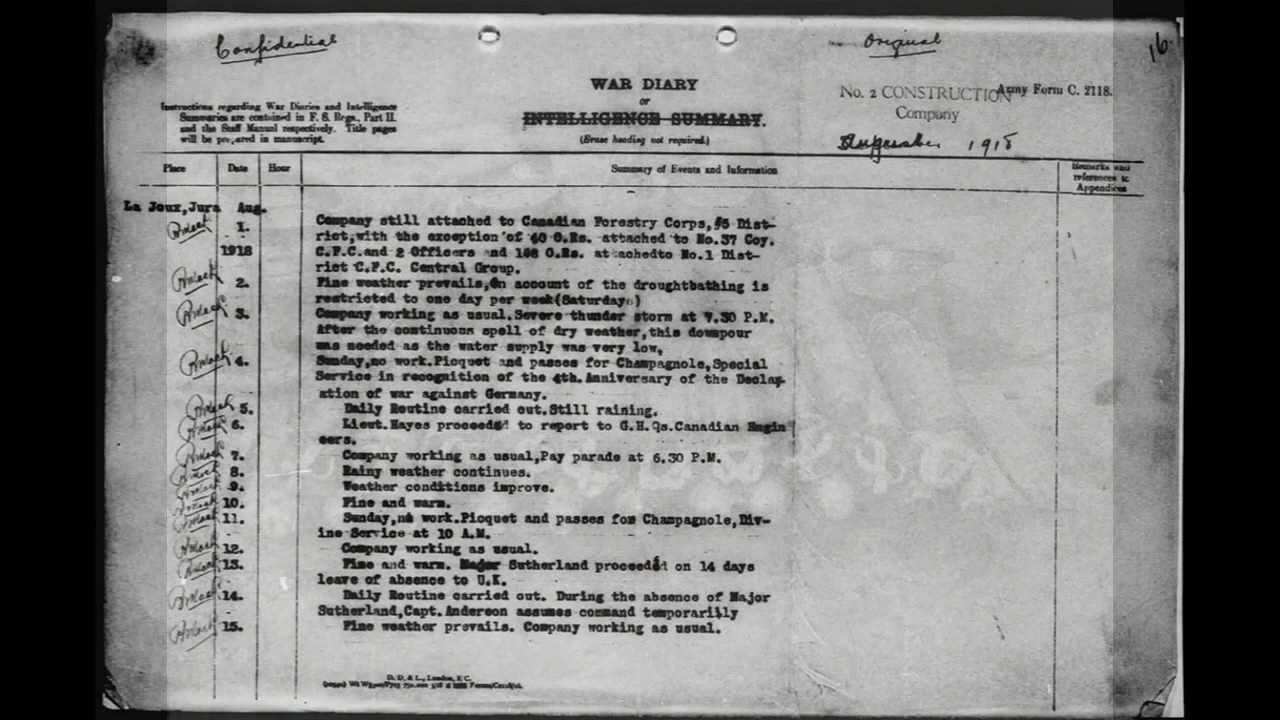 Confidential
Original
16
WAR DIARY
or
INTELLIGENCE SUMMARY.
(Erase heading not required.)
Instructions regarding War Diaries and Intelligence
Summaries are contained in F. S. Regs., Part II.
and the Staff Manual respectively. Title pages
will be prepared in manuscript.
No. 2 CONSTRUCTION
Company
Army Form C. 2118.
1918
Place Date Hour Summary of Events and Information Remarks and
references to
Appendices
La Joux,Jura Aug.
1. Company still attached to Canadian Forestry Corps,#5 Dist-
rict,with the exception of 40 O.Rs. attached to No.37 Coy.
1918 C.F.C.and 2 Officers and 108 O.Rs. attachedto No.1 Dist-
rict C.F.C. Central Group.
2. Fine weather prevails,On account of the droughtbathing is
restricted to one day per week(Saturdays)
3. Company working as usual.Severe thunder storm at 7.30 P.M.
After the continuous spell of dry weather,this downpour
was needed as the water supply was very low,
4. Sunday,no work.Picquet and passes for Champagnole,Special
Service in recognition of the 4th.Anniversary of the Declar-
ation of war against Germany.
5. Daily Routine carried out.Still raining.
6. Lieut.Hayes proceeded to report to G.H.Qs.Canadian Engin
eers.
7. Company working as usual,Pay parade at 6.30 P.M.
8. Rainy weather continues.
9. Weather conditions improve.
10. Fine and warm.
11. Sunday,no work.Picquet and passes for Champagnole,Div-
ine Service at 10 A.M.
12. Company working as usual.
13. Fine and warm. Major Sutherland proceeded on 14 days
leave of absence to U.K.
14. Daily Routine carried out. During the absence of Major
Sutherland,Capt.Anderson assumes command temporarily
15. Fine weather prevails. Company working as usual.
D. D. & L., London, E.C.